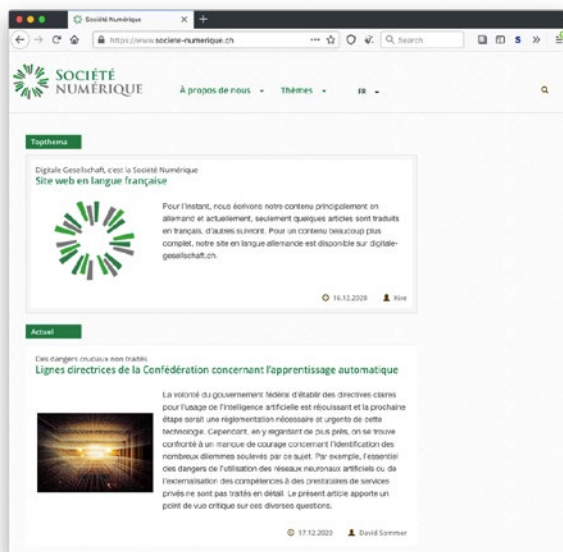 Société Numérique
https://www.societe-numerique.ch
Search
SOCIÉTÉ
NUMÉRIQUE
À propos de nous
Thèmes
FR
Topthema
Digitale Gesellschaft, c'est la Société Numérique
Site web en langue française
Pour l'instant, nous écrivons notre contenu principalement en
allemand et actuellement, seulement quelques articles sont traduits
en français, d'autres suivront. Pour un contenu beaucoup plus
complet, notre site en langue allemande est disponible sur digitale-
gesellschaft.ch.
16.12.2020 Kire
Actuel
Des dangers cruciaux non traités
Lignes directrices de la Confédération concernant l'apprentissage automatique
La volonté du gouvernement fédéral d'établir des directives claires
pour l'usage de l'intelligence artificielle est réjouissant et la prochaine
étape serait une réglementation nécessaire et urgente de cette
technologie. Cependant, en y regardant de plus près, on se trouve
confronté à un manque de courage concernant l'identification des
nombreux dilemmes soulevés par ce sujet. Par exemple, l'essentiel
des dangers de l'utilisation des réseaux neuronaux artificiels ou de
l'externalisation des compétences à des prestataires de services
privés ne sont pas traités en détail. Le présent article apporte un
point de vue critique sur ces diverses questions.
17.12.2020 David Sommer